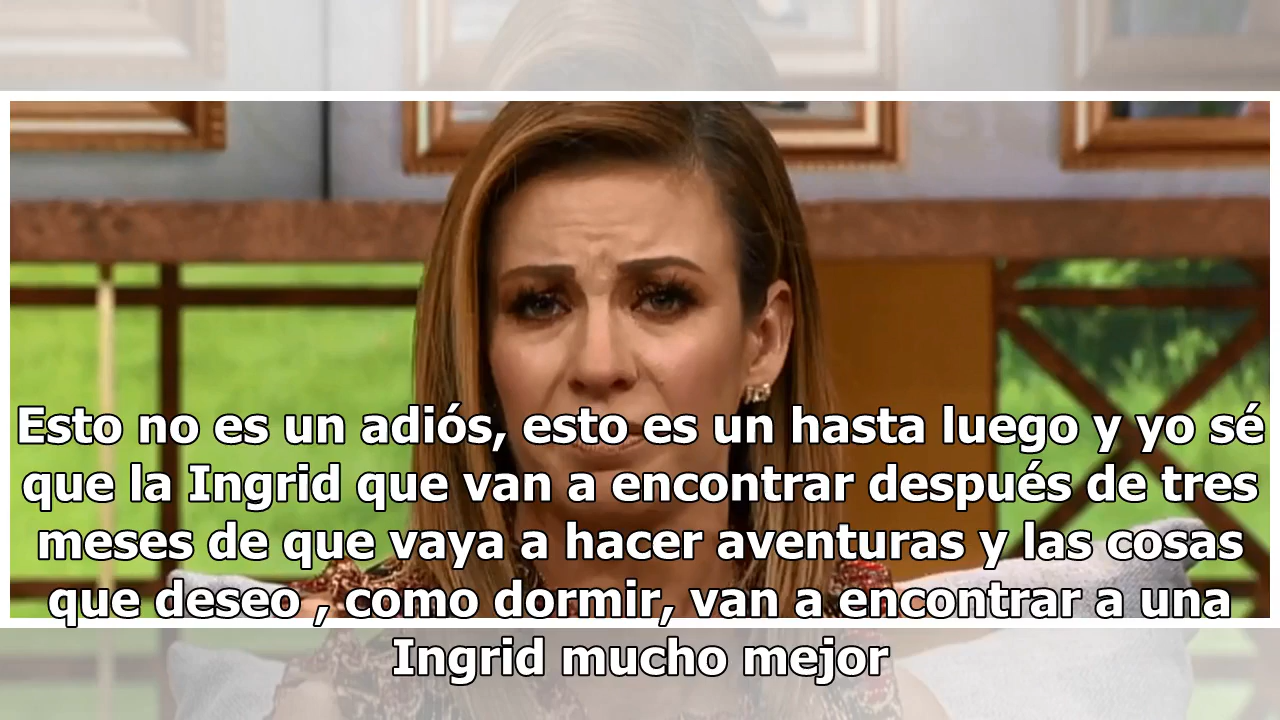 Esto no es un adiós, esto es un hasta luego y yo sé
que la Ingrid que van a encontrar después de tres
meses de que vaya a hacer aventuras y las cosas
que deseo , como dormir, van a encontrar a una
Ingrid mucho mejor